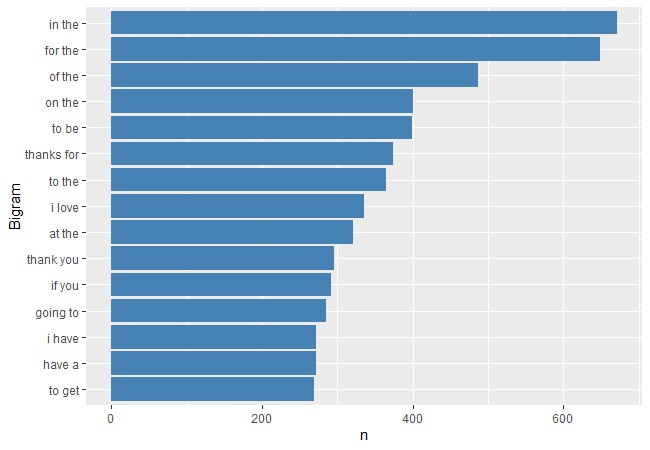 in the
for the
of the
on the
to be
thanks for
to the
i love
at the
thank you
if you
going to
i have
have a
to get
Bigram
0 200 400 600
n